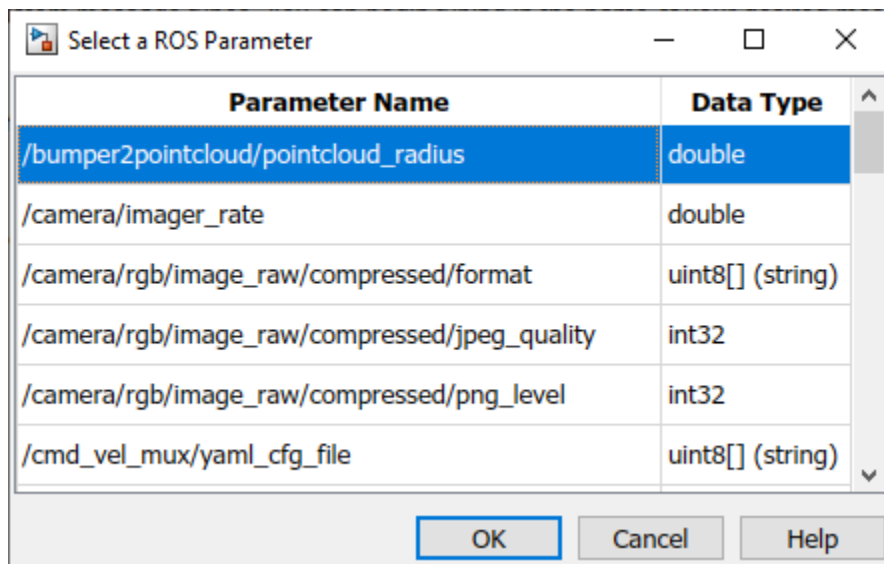 Select a ROS Parameter
Parameter Name Data Type
/bumper2pointcloud/pointcloud_radius double
/camera/imager_rate double
/camera/rgb/image_raw/compressed/format uint8[] (string)
/camera/rgb/image_raw/compressed/jpeg_quality int32
/camera/rgb/image_raw/compressed/png_level int32
/cmd_vel_mux/yaml_cfg_file uint8[] (string)
OK Cancel Help